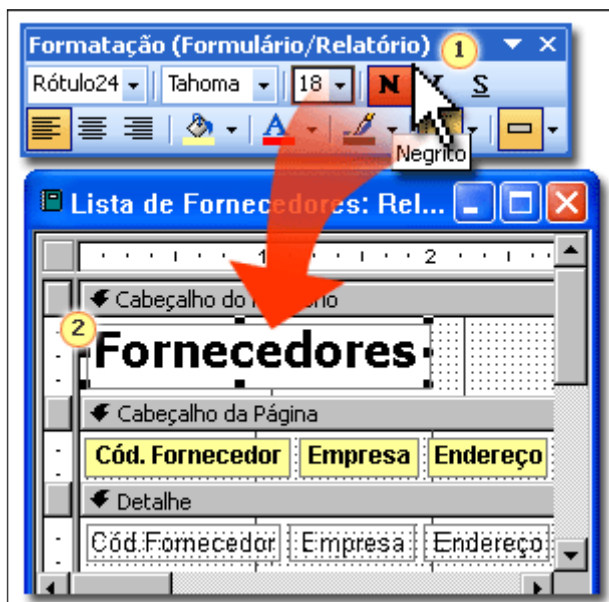 Formatação (Formulário/Relatório) 1
Rótulo24 Tahoma 18 N S
A
Negrito
Lista de Fornecedores: Rel...
1 2
Cabeçalho do
2
Fornecedores
Cabeçalho da Página
Cód. Fornecedor Empresa Endereço
Detalhe
Cód.Fornecedor Empresa Endereço